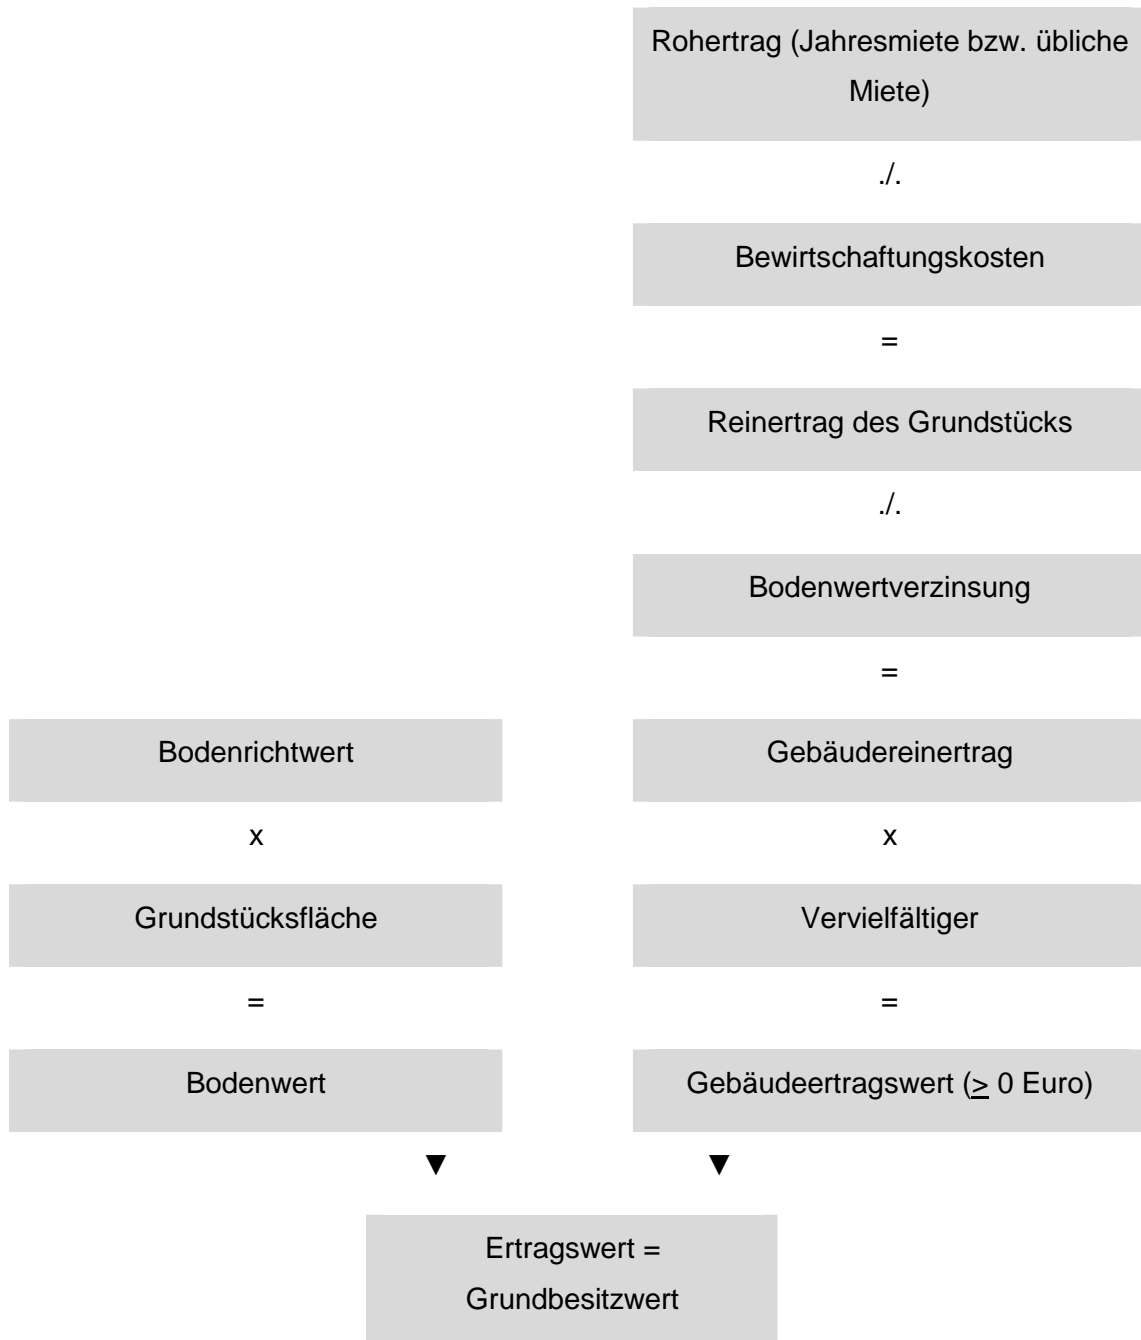 Rohertrag (Jahresmiete bzw. übliche
Miete)
./.
Bewirtschaftungskosten
=
Reinertrag des Grundstücks
./.
Bodenwertverzinsung
=
Bodenrichtwert
Gebäudereinertrag
x
x
Grundstücksfläche
Vervielfältiger
=
=
Bodenwert
Gebäudeertragswert (≥ 0 Euro)
▼
▼
Ertragswert =
Grundbesitzwert